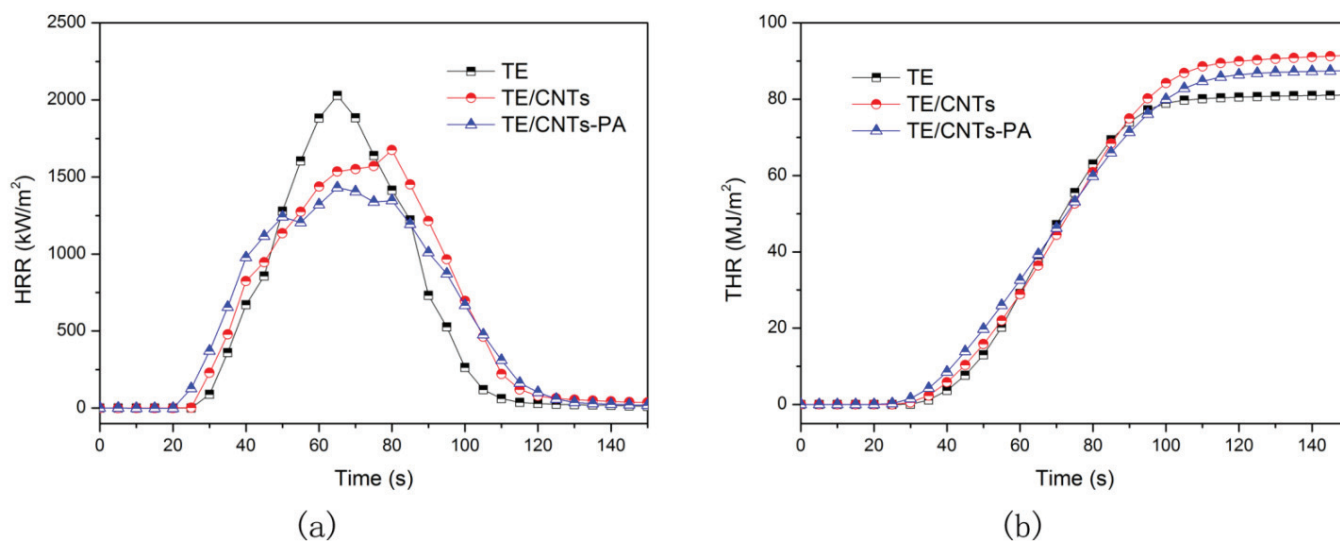 2500
2000
1500
1000
500
0
HRR (kW/m²)
TE
TE/CNTs
TE/CNTs-PA
0 20 40 60 80 100 120 140
Time (s)
(a)
100
80
60
40
20
0
THR (MJ/m²)
TE
TE/CNTs
TE/CNTs-PA
0 20 40 60 80 100 120 140
Time (s)
(b)